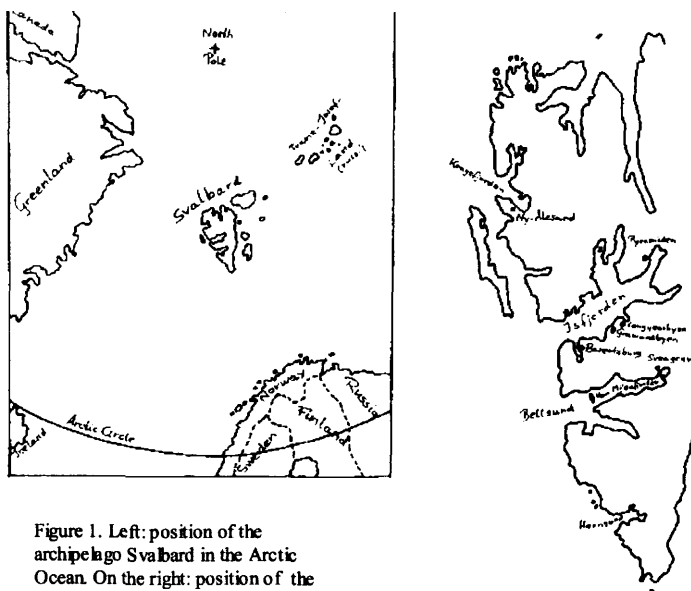 Canada
North
Pole
Greenland
Svalbard
Franz-Josef-
Land
Norway
Russia
Finland
Sweden
Arctic Circle
Iceland
Kongsfjorden
Ny-Ålesund
Pyramiden
Isfjorden
Longyearbyen
Grumantbyen
Barentsburg
Bellsund
Hornsund
Figure 1. Left: position of the
archipelago Svalbard in the Arctic
Ocean. On the right: position of the